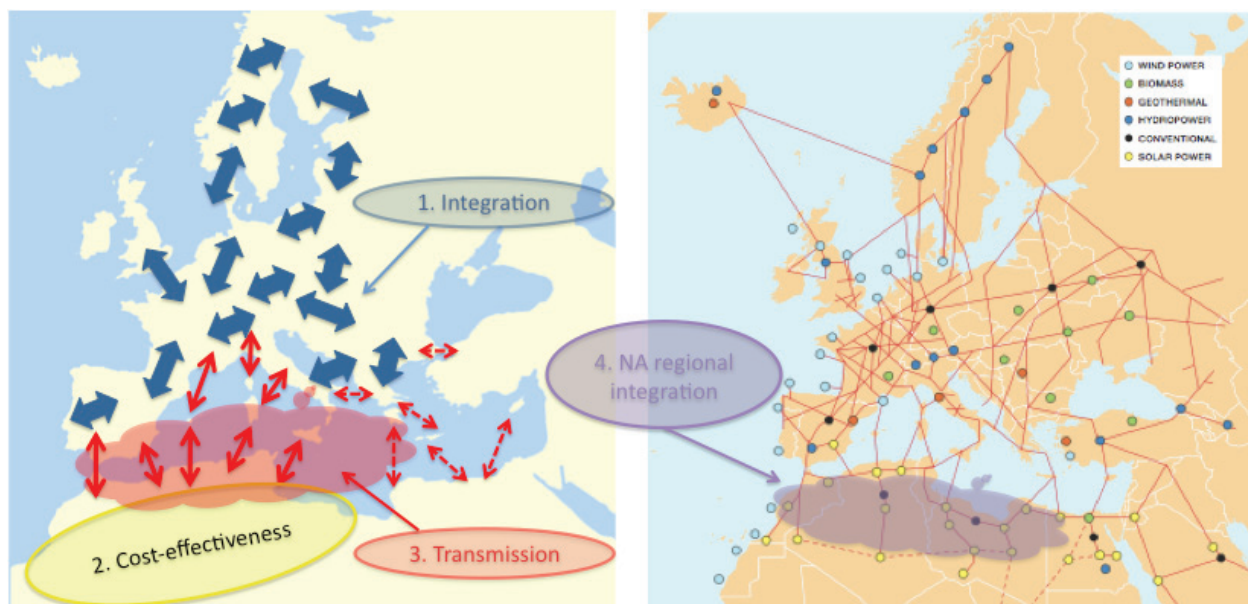 1. Integration
2. Cost-effectiveness
3. Transmission
4. NA regional
integration
WIND POWER
BIOMASS
GEOTHERMAL
HYDROPOWER
CONVENTIONAL
SOLAR POWER